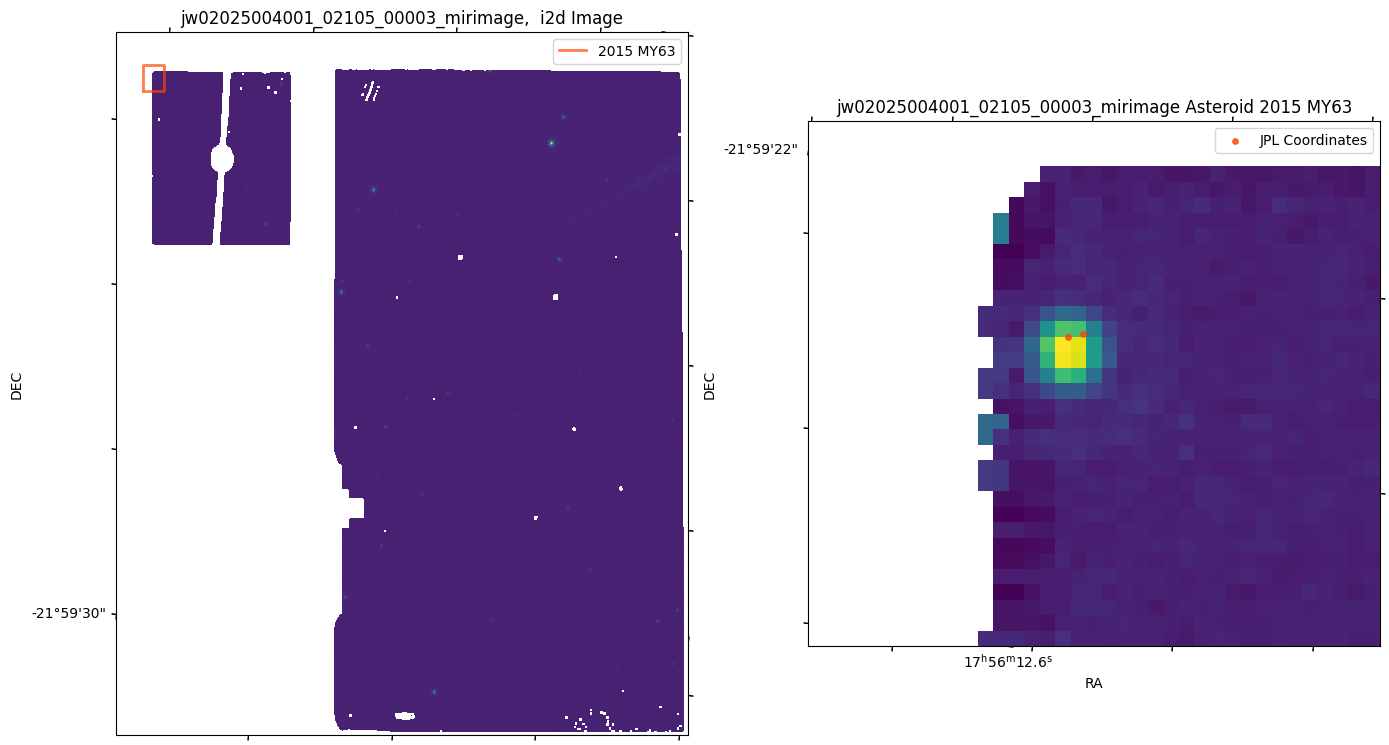 jw02025004001_02105_00003_mirimage,  i2d Image
2015 MY63
DEC
-21°59'30"
jw02025004001_02105_00003_mirimage Asteroid 2015 MY63
JPL Coordinates
-21°59'22"
DEC
17ʰ56ᵐ12.6ˢ
RA